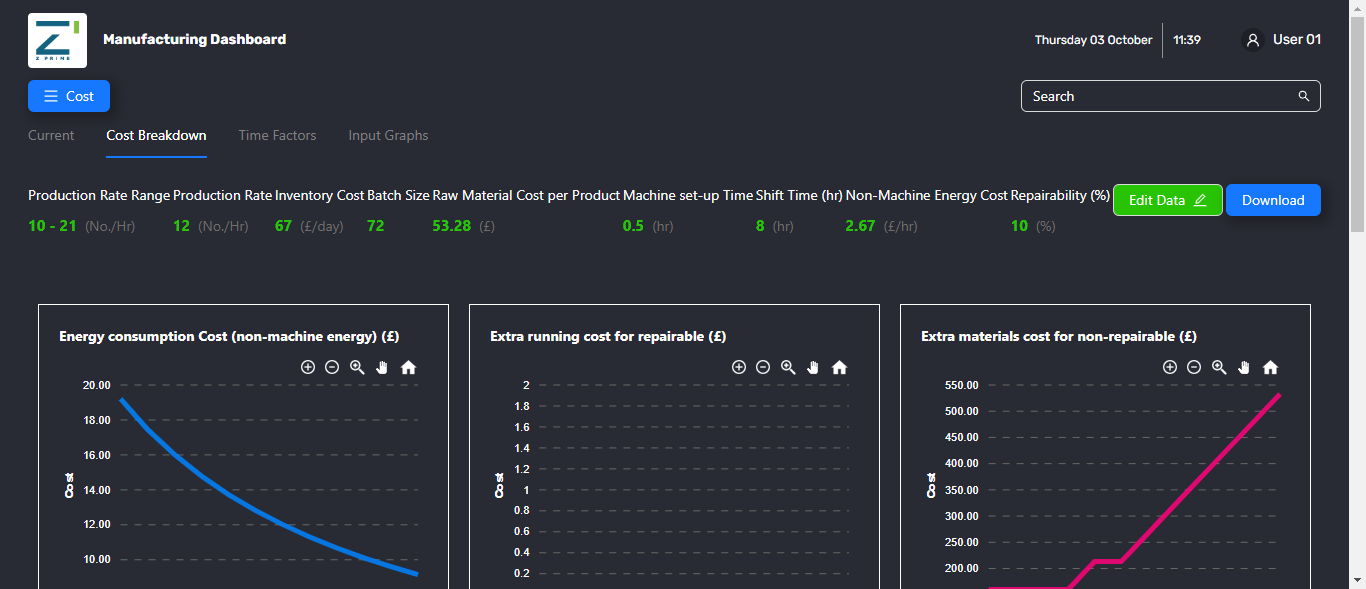 Z PRIME
Manufacturing Dashboard
Thursday 03 October
11:39
User 01
Cost
Search
Current
Cost Breakdown
Time Factors
Input Graphs
Production Rate Range Production Rate Inventory Cost Batch Size Raw Material Cost per Product Machine set-up Time Shift Time (hr) Non-Machine Energy Cost Repairability (%)
Edit Data
Download
10 - 21 (No./Hr) 12 (No./Hr) 67 (£/day) 72 53.28 (£) 0.5 (hr) 8 (hr) 2.67 (£/hr) 10 (%)
Energy consumption Cost (non-machine energy) (£)
20.00
18.00
16.00
14.00
12.00
10.00
Cost
Extra running cost for repairable (£)
2
1.8
1.6
1.4
1.2
1
0.8
0.6
0.4
0.2
Cost
Extra materials cost for non-repairable (£)
550.00
500.00
450.00
400.00
350.00
300.00
250.00
200.00
Cost